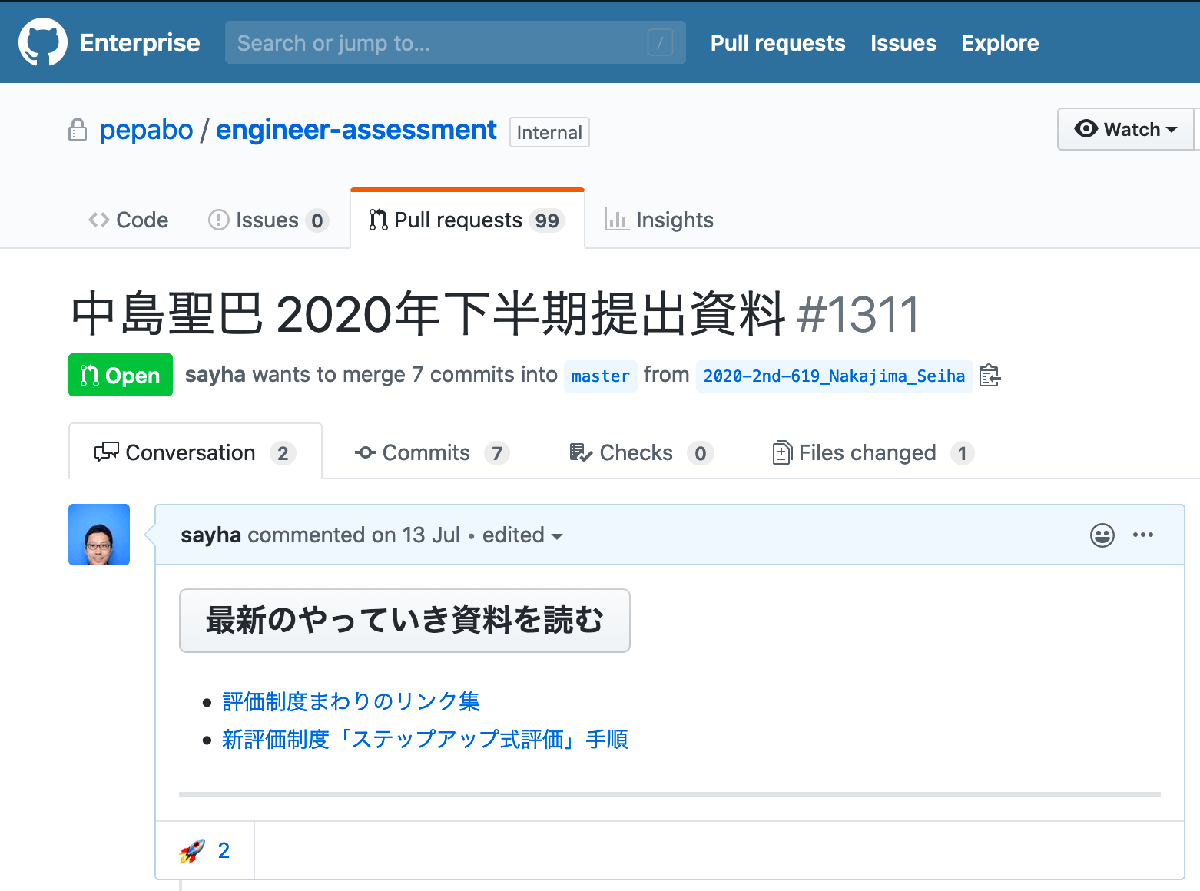 Enterprise Search or jump to... / Pull requests Issues Explore
pepabo / engineer-assessment Internal Watch
Code Issues 0 Pull requests 99 Insights
中島聖巴 2020年下半期提出資料 #1311
Open sayha wants to merge 7 commits into master from 2020-2nd-619_Nakajima_Seiha
Conversation 2 Commits 7 Checks 0 Files changed 1
sayha commented on 13 Jul • edited
最新のやっていき資料を読む
• 評価制度まわりのリンク集
• 新評価制度「ステップアップ式評価」手順
🚀 2